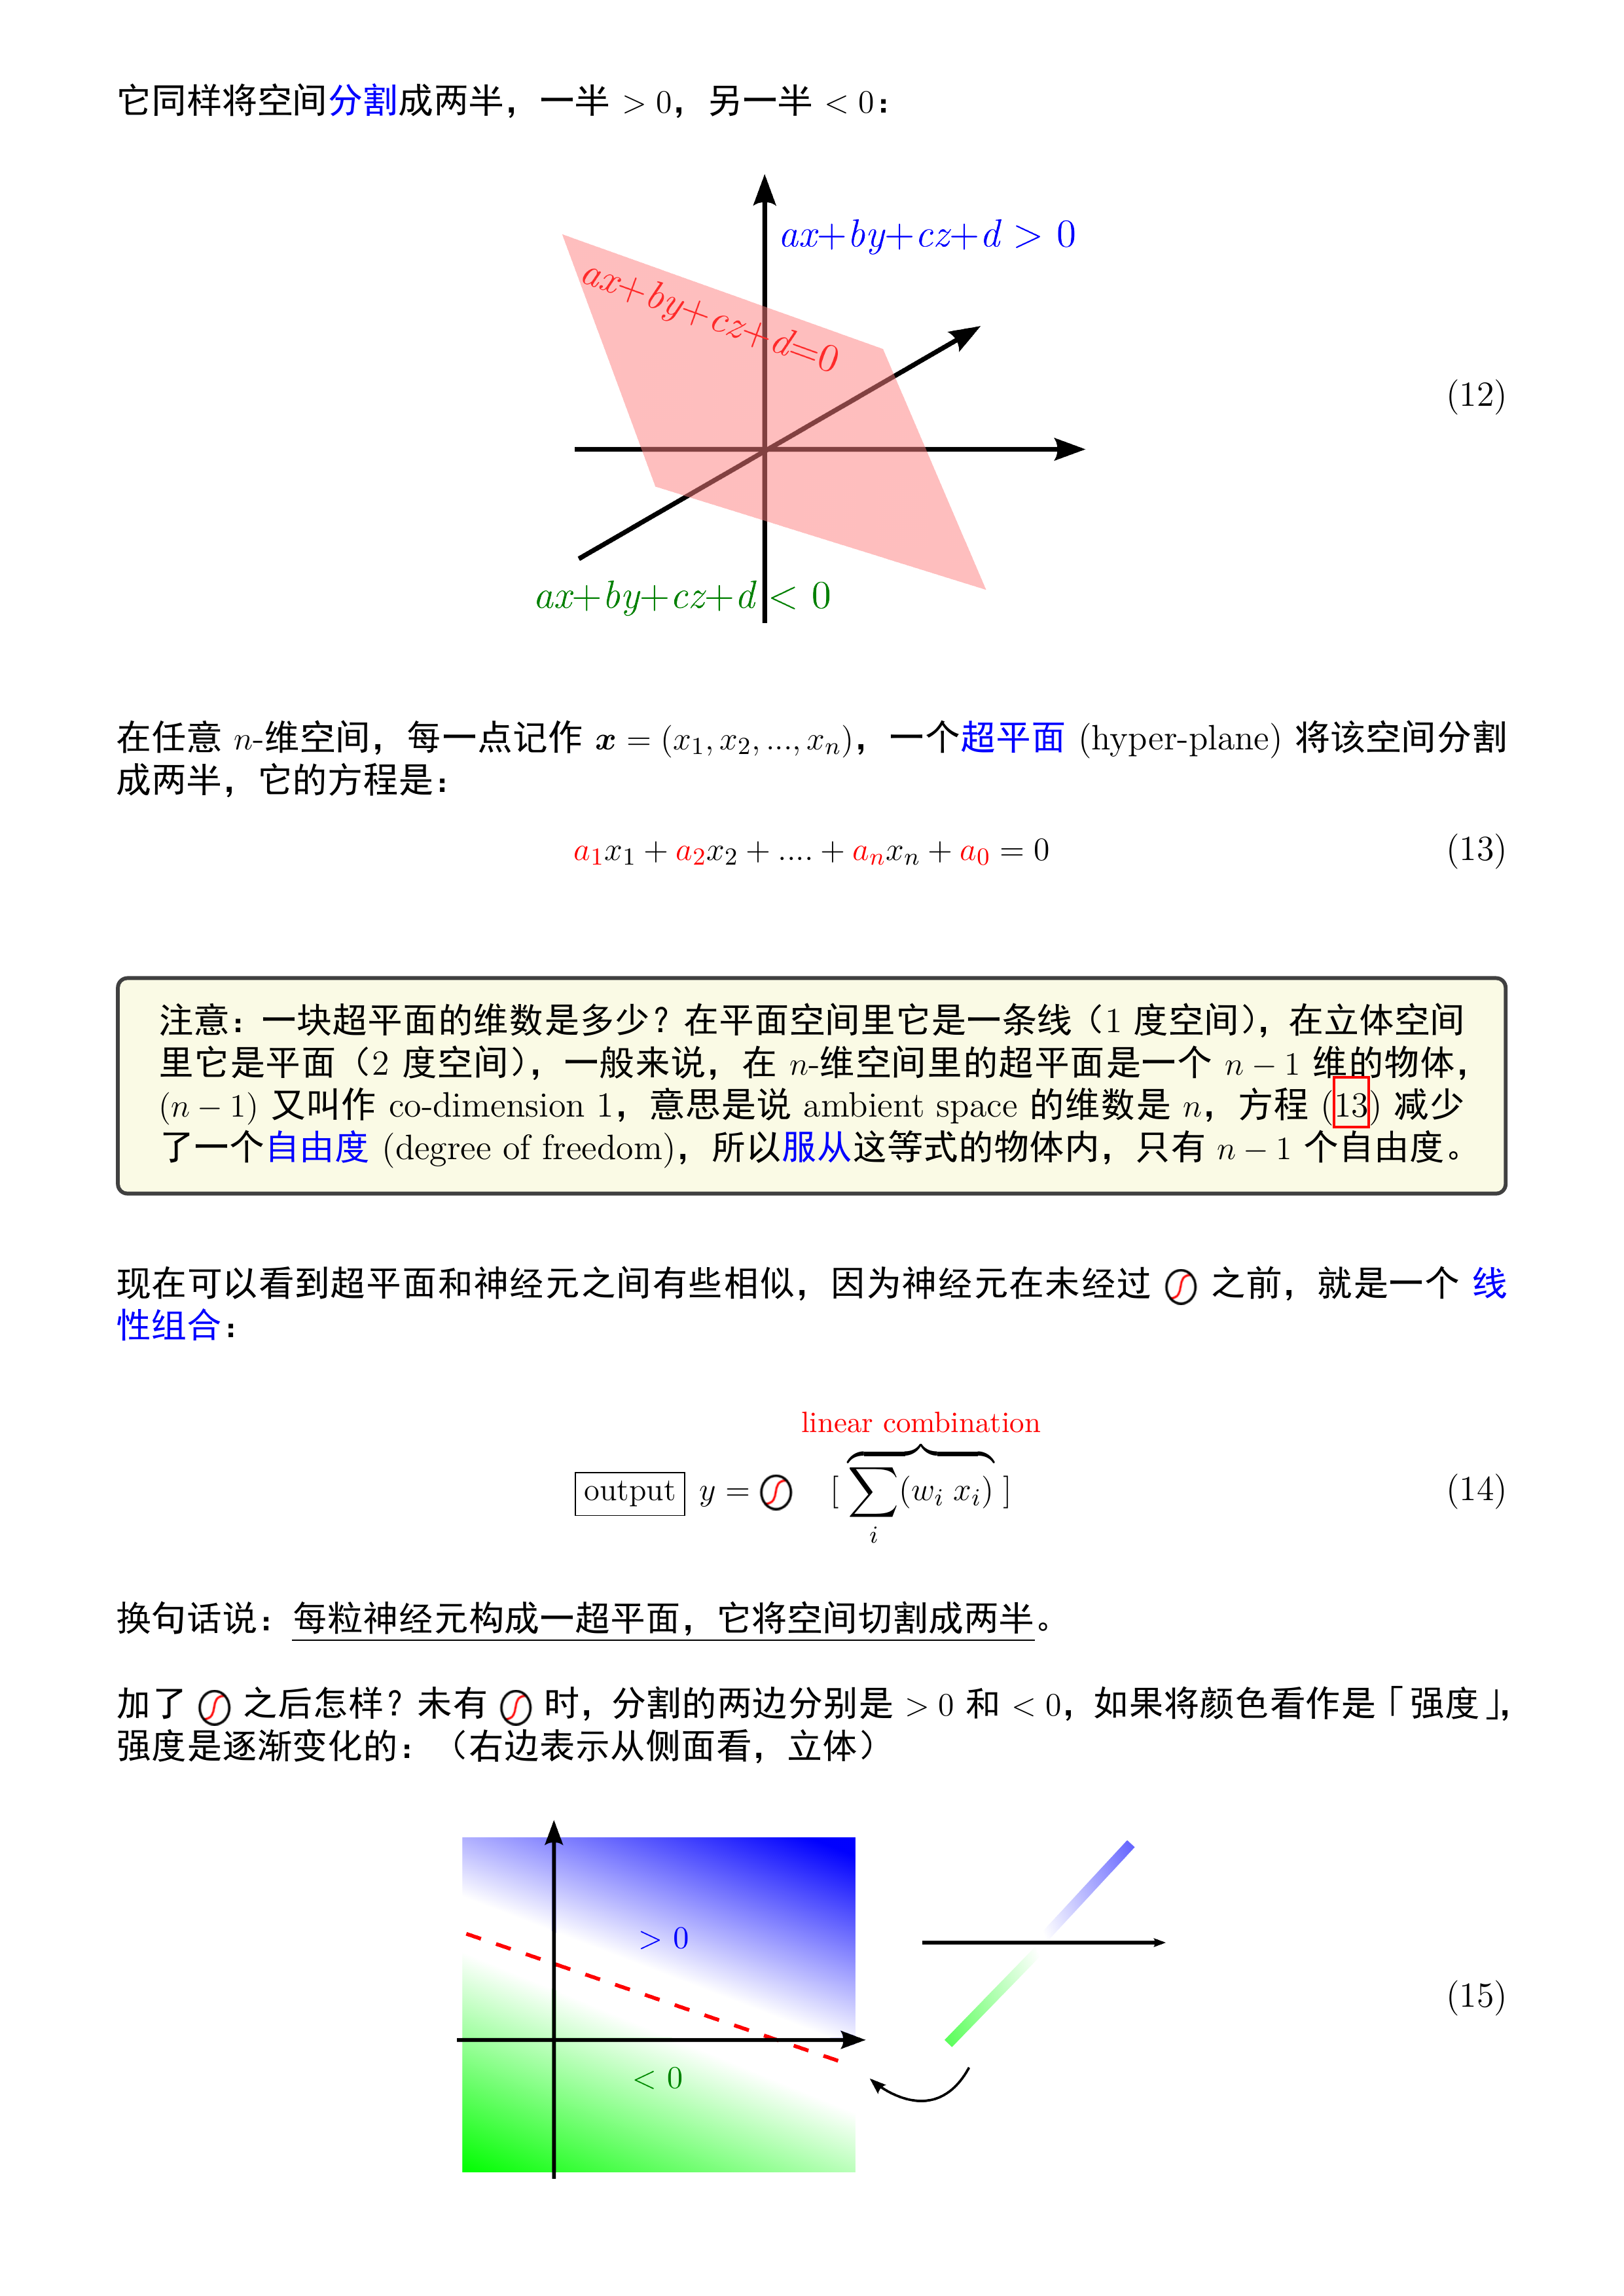 它同样将空间分割成两半，一半 > 0，另一半 < 0：
ax+by+cz+d > 0
ax+by+cz+d=0
(12)
ax+by+cz+d < 0
在任意 n-维空间，每一点记作 x = (x₁, x₂, ..., xₙ)，一个超平面 (hyper-plane) 将该空间分割
成两半，它的方程是：
a₁x₁ + a₂x₂ + .... + aₙxₙ + a₀ = 0 (13)
注意：一块超平面的维数是多少？在平面空间里它是一条线（1 度空间），在立体空间
里它是平面（2 度空间），一般来说，在 n-维空间里的超平面是一个 n − 1 维的物体，
(n − 1) 又叫作 co-dimension 1，意思是说 ambient space 的维数是 n，方程 (13) 减少
了一个自由度 (degree of freedom)，所以服从这等式的物体内，只有 n − 1 个自由度。
现在可以看到超平面和神经元之间有些相似，因为神经元在未经过 ∫ 之前，就是一个 线
性组合：
linear combination
output y = ∫ [ ∑ᵢ (wᵢ xᵢ) ] (14)
换句话说：每粒神经元构成一超平面，它将空间切割成两半。
加了 ∫ 之后怎样？未有 ∫ 时，分割的两边分别是 > 0 和 < 0，如果将颜色看作是「强度」，
强度是逐渐变化的：（右边表示从侧面看，立体）
> 0
(15)
< 0